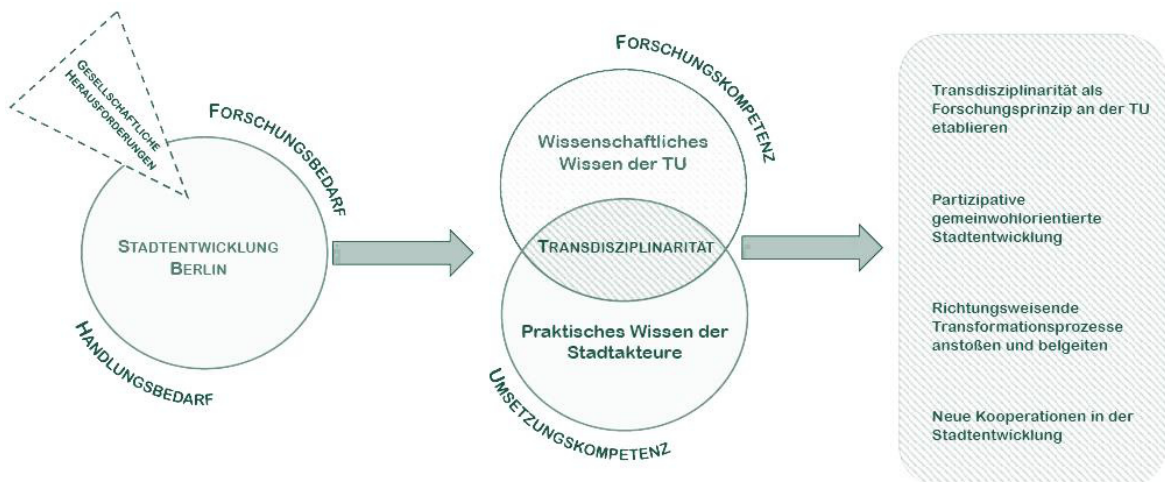 GESELLSCHAFTLICHE
HERAUSFORDERUNGEN
FORSCHUNGSBEDARF
STADTENTWICKLUNG
BERLIN
HANDLUNGSBEDARF
FORSCHUNGSKOMPETENZ
Wissenschaftliches
Wissen der TU
TRANSDISZIPLINARITÄT
Praktisches Wissen der
Stadtakteure
UMSETZUNGSKOMPETENZ
Transdisziplinarität als
Forschungsprinzip an der TU
etablieren
Partizipative
gemeinwohlorientierte
Stadtentwicklung
Richtungsweisende
Transformationsprozesse
anstoßen und belgeiten
Neue Kooperationen in der
Stadtentwicklung